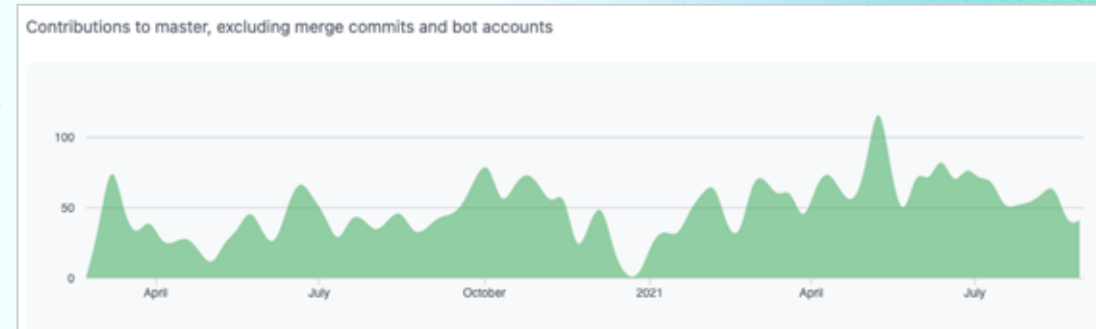 Contributions to master, excluding merge commits and bot accounts
100
50
0
April July October 2021 April July